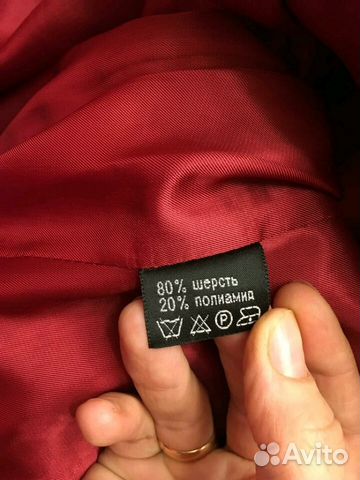 80% шерсть
20% полиамид
P
Avito